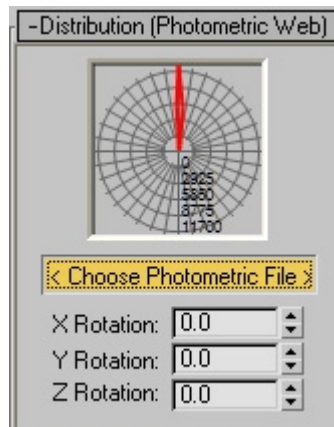 -Distribution (Photometric Web)
0
2925
5850
8775
11700
< Choose Photometric File >
X Rotation: 0.0
Y Rotation: 0.0
Z Rotation: 0.0